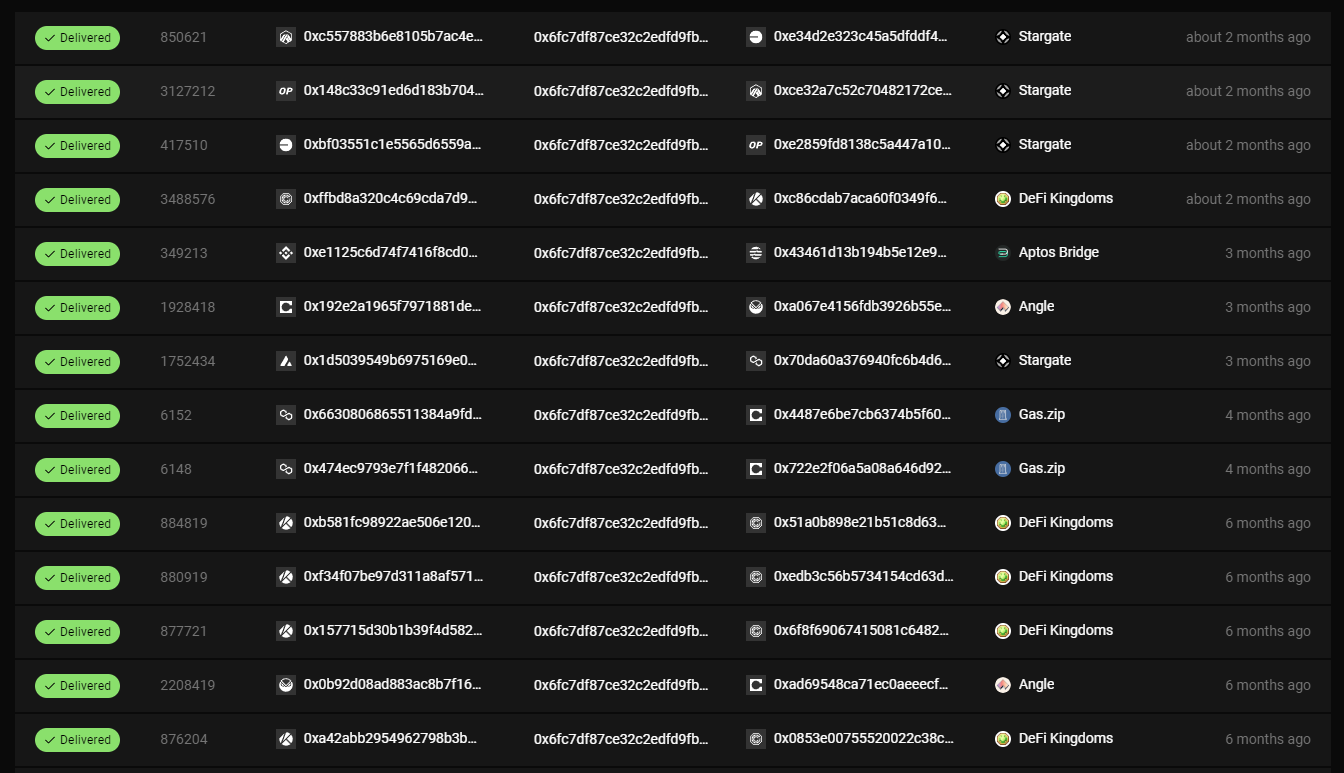 Delivered 850621 0xc557883b6e8105b7ac4e… 0x6fc7df87ce32c2edfd9fb… 0xe34d2e323c45a5dfddf4… Stargate about 2 months ago
Delivered 3127212 OP 0x148c33c91ed6d183b704… 0x6fc7df87ce32c2edfd9fb… 0xce32a7c52c70482172ce… Stargate about 2 months ago
Delivered 417510 0xbf03551c1e5565d6559a… 0x6fc7df87ce32c2edfd9fb… OP 0xe2859fd8138c5a447a10… Stargate about 2 months ago
Delivered 3488576 0xffbd8a320c4c69cda7d9… 0x6fc7df87ce32c2edfd9fb… 0xc86cdab7aca60f0349f6… DeFi Kingdoms about 2 months ago
Delivered 349213 0xe1125c6d74f7416f8cd0… 0x6fc7df87ce32c2edfd9fb… 0x43461d13b194b5e12e9… Aptos Bridge 3 months ago
Delivered 1928418 0x192e2a1965f7971881de… 0x6fc7df87ce32c2edfd9fb… 0xa067e4156fdb3926b55e… Angle 3 months ago
Delivered 1752434 0x1d5039549b6975169e0… 0x6fc7df87ce32c2edfd9fb… 0x70da60a376940fc6b4d6… Stargate 3 months ago
Delivered 6152 0x6630806865511384a9fd… 0x6fc7df87ce32c2edfd9fb… 0x4487e6be7cb6374b5f60… Gas.zip 4 months ago
Delivered 6148 0x474ec9793e7f1f482066… 0x6fc7df87ce32c2edfd9fb… 0x722e2f06a5a08a646d92… Gas.zip 4 months ago
Delivered 884819 0xb581fc98922ae506e120… 0x6fc7df87ce32c2edfd9fb… 0x51a0b898e21b51c8d63… DeFi Kingdoms 6 months ago
Delivered 880919 0xf34f07be97d311a8af571… 0x6fc7df87ce32c2edfd9fb… 0xedb3c56b5734154cd63d… DeFi Kingdoms 6 months ago
Delivered 877721 0x157715d30b1b39f4d582… 0x6fc7df87ce32c2edfd9fb… 0x6f8f69067415081c6482… DeFi Kingdoms 6 months ago
Delivered 2208419 0x0b92d08ad883ac8b7f16… 0x6fc7df87ce32c2edfd9fb… 0xad69548ca71ec0aeeecf… Angle 6 months ago
Delivered 876204 0xa42abb2954962798b3b… 0x6fc7df87ce32c2edfd9fb… 0x0853e00755520022c38c… DeFi Kingdoms 6 months ago